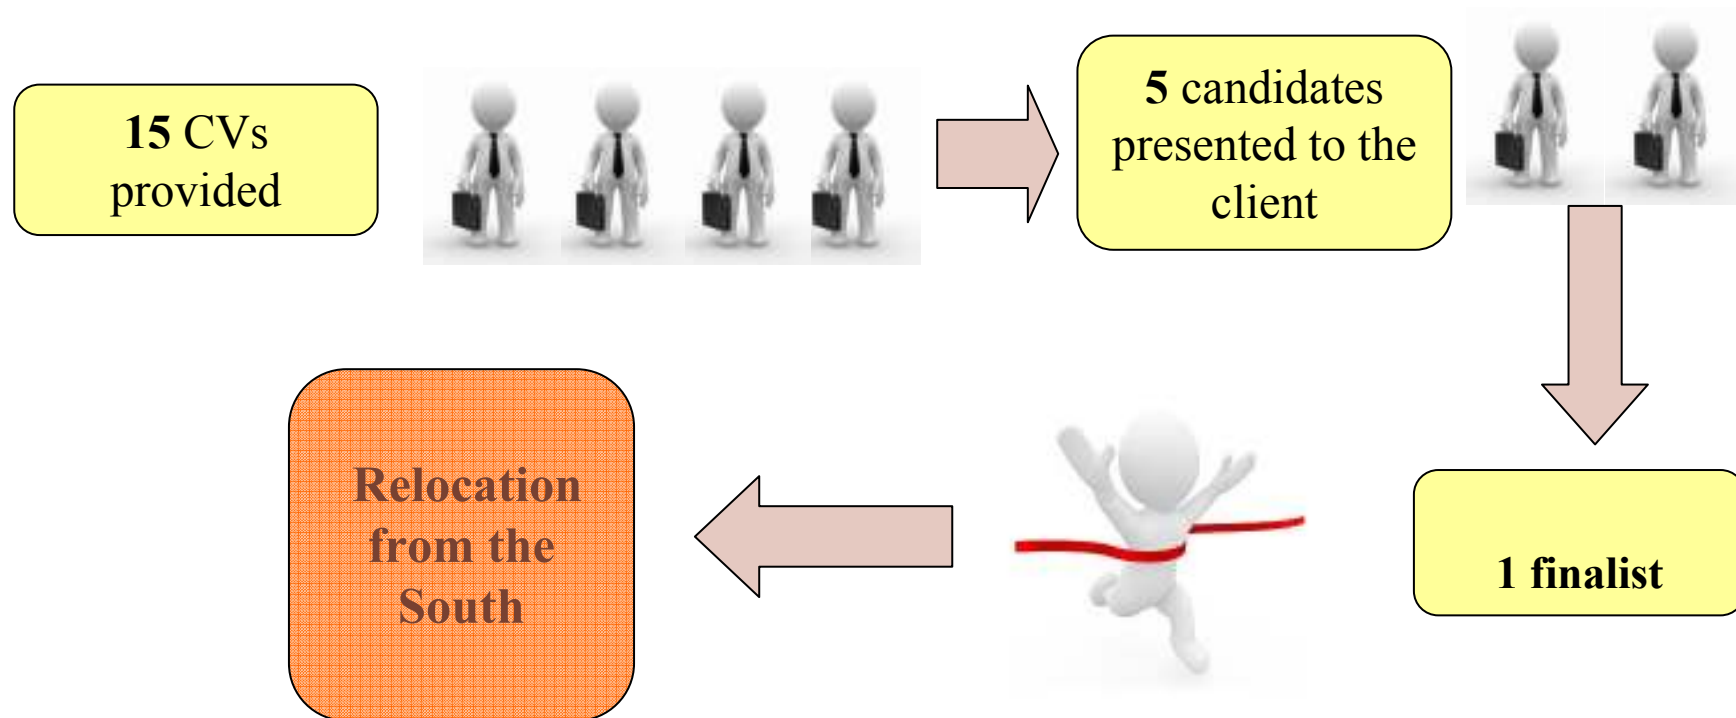 15 CVs
provided
5 candidates
presented to the
client
1 finalist
Relocation
from the
South